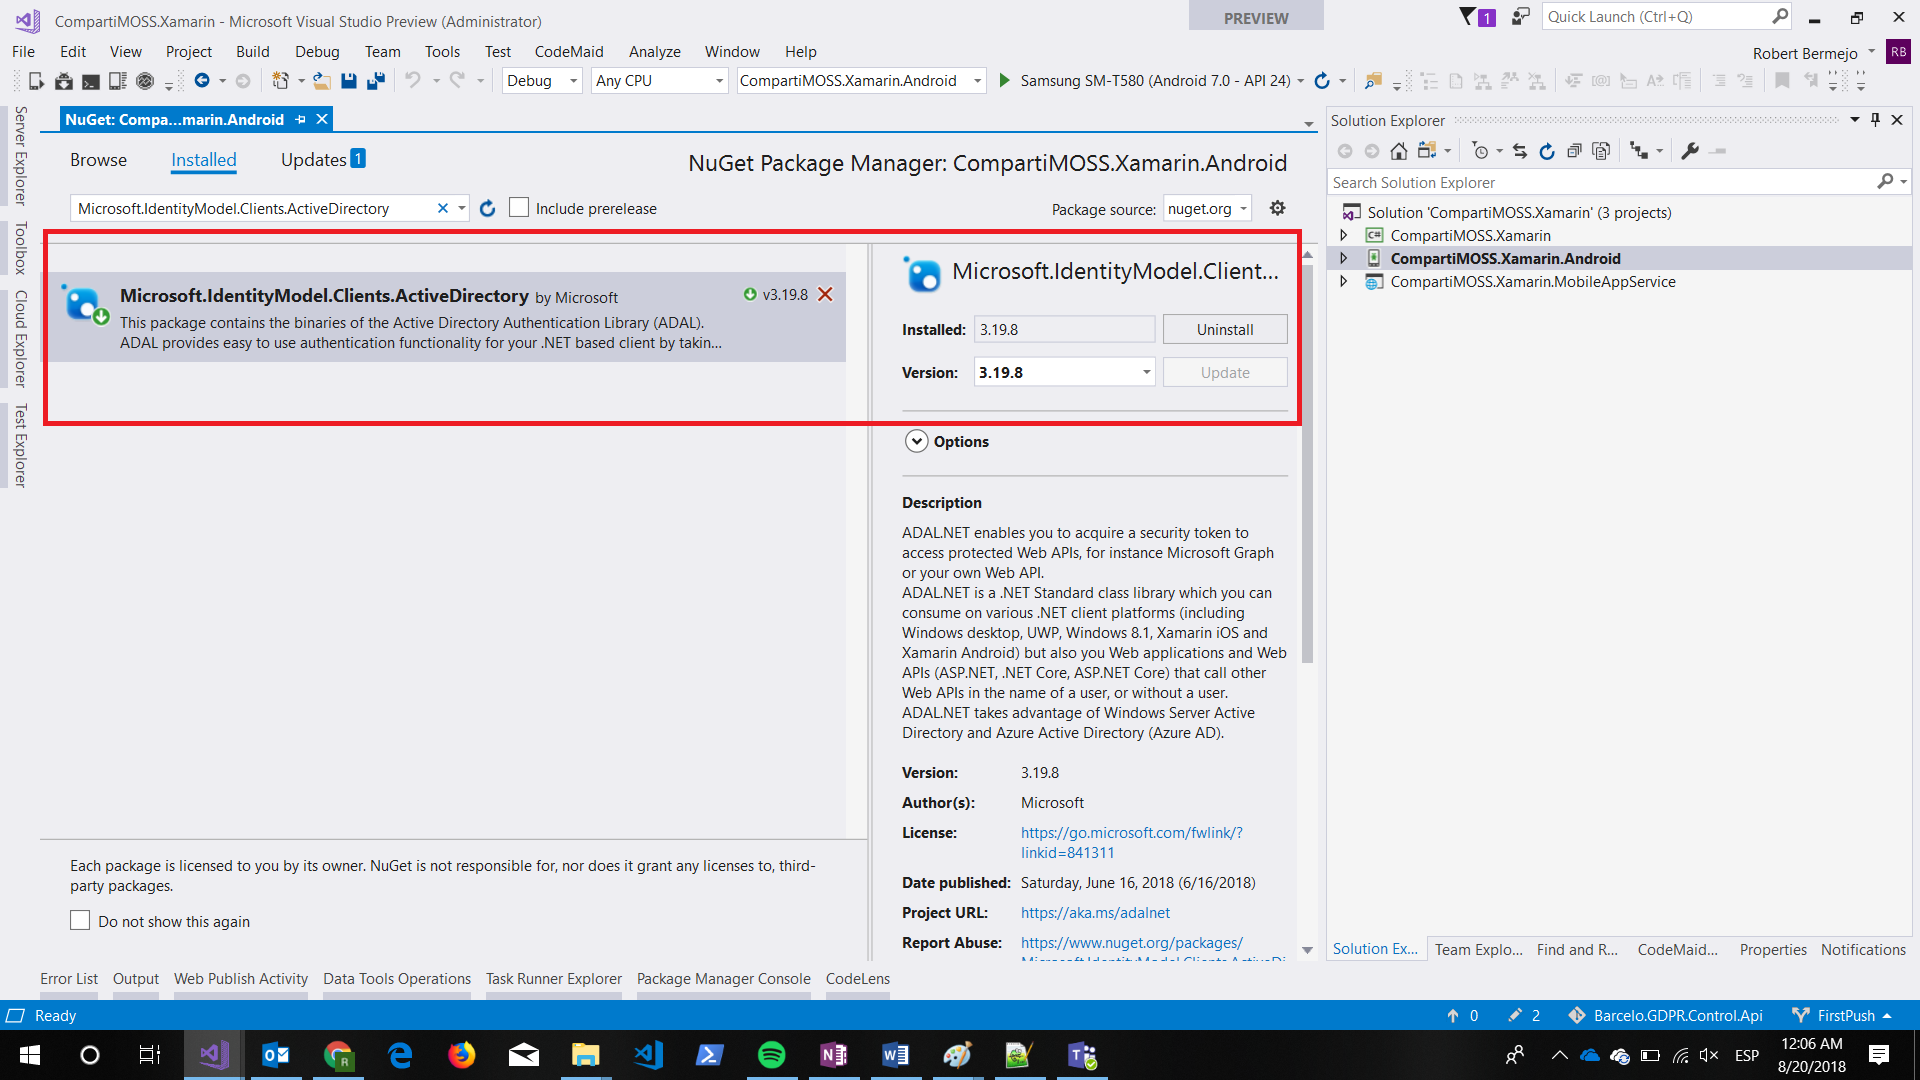 CompartiMOSS.Xamarin - Microsoft Visual Studio Preview (Administrator)
PREVIEW
1
Quick Launch (Ctrl+Q)
File Edit View Project Build Debug Team Tools Test CodeMaid Analyze Window Help
Robert Bermejo RB
Debug Any CPU CompartiMOSS.Xamarin.Android Samsung SM-T580 (Android 7.0 - API 24)
Server Explorer
Toolbox
Cloud Explorer
Test Explorer
NuGet: Compa...marin.Android
Browse Installed Updates 1
NuGet Package Manager: CompartiMOSS.Xamarin.Android
Microsoft.IdentityModel.Clients.ActiveDirectory
Include prerelease
Package source: nuget.org
Microsoft.IdentityModel.Clients.ActiveDirectory by Microsoft
v3.19.8
This package contains the binaries of the Active Directory Authentication Library (ADAL).
ADAL provides easy to use authentication functionality for your .NET based client by takin...
Microsoft.IdentityModel.Client...
Installed: 3.19.8 Uninstall
Version: 3.19.8 Update
Options
Description
ADAL.NET enables you to acquire a security token to
access protected Web APIs, for instance Microsoft Graph
or your own Web API.
ADAL.NET is a .NET Standard class library which you can
consume on various .NET client platforms (including
Windows desktop, UWP, Windows 8.1, Xamarin iOS and
Xamarin Android) but also you Web applications and Web
APIs (ASP.NET, .NET Core, ASP.NET Core) that call other
Web APIs in the name of a user, or without a user.
ADAL.NET takes advantage of Windows Server Active
Directory and Azure Active Directory (Azure AD).
Version: 3.19.8
Author(s): Microsoft
License: https://go.microsoft.com/fwlink/?
linkid=841311
Date published: Saturday, June 16, 2018 (6/16/2018)
Project URL: https://aka.ms/adalnet
Report Abuse: https://www.nuget.org/packages/
Microsoft.IdentityModel.Clients.ActiveDi
Each package is licensed to you by its owner. NuGet is not responsible for, nor does it grant any licenses to, third-
party packages.
Do not show this again
Solution Explorer
Search Solution Explorer
Solution 'CompartiMOSS.Xamarin' (3 projects)
C# CompartiMOSS.Xamarin
CompartiMOSS.Xamarin.Android
CompartiMOSS.Xamarin.MobileAppService
Solution Ex... Team Explo... Find and R... CodeMaid... Properties Notifications
Error List Output Web Publish Activity Data Tools Operations Task Runner Explorer Package Manager Console CodeLens
Ready
0 2 Barcelo.GDPR.Control.Api FirstPush
ESP
12:06 AM
8/20/2018